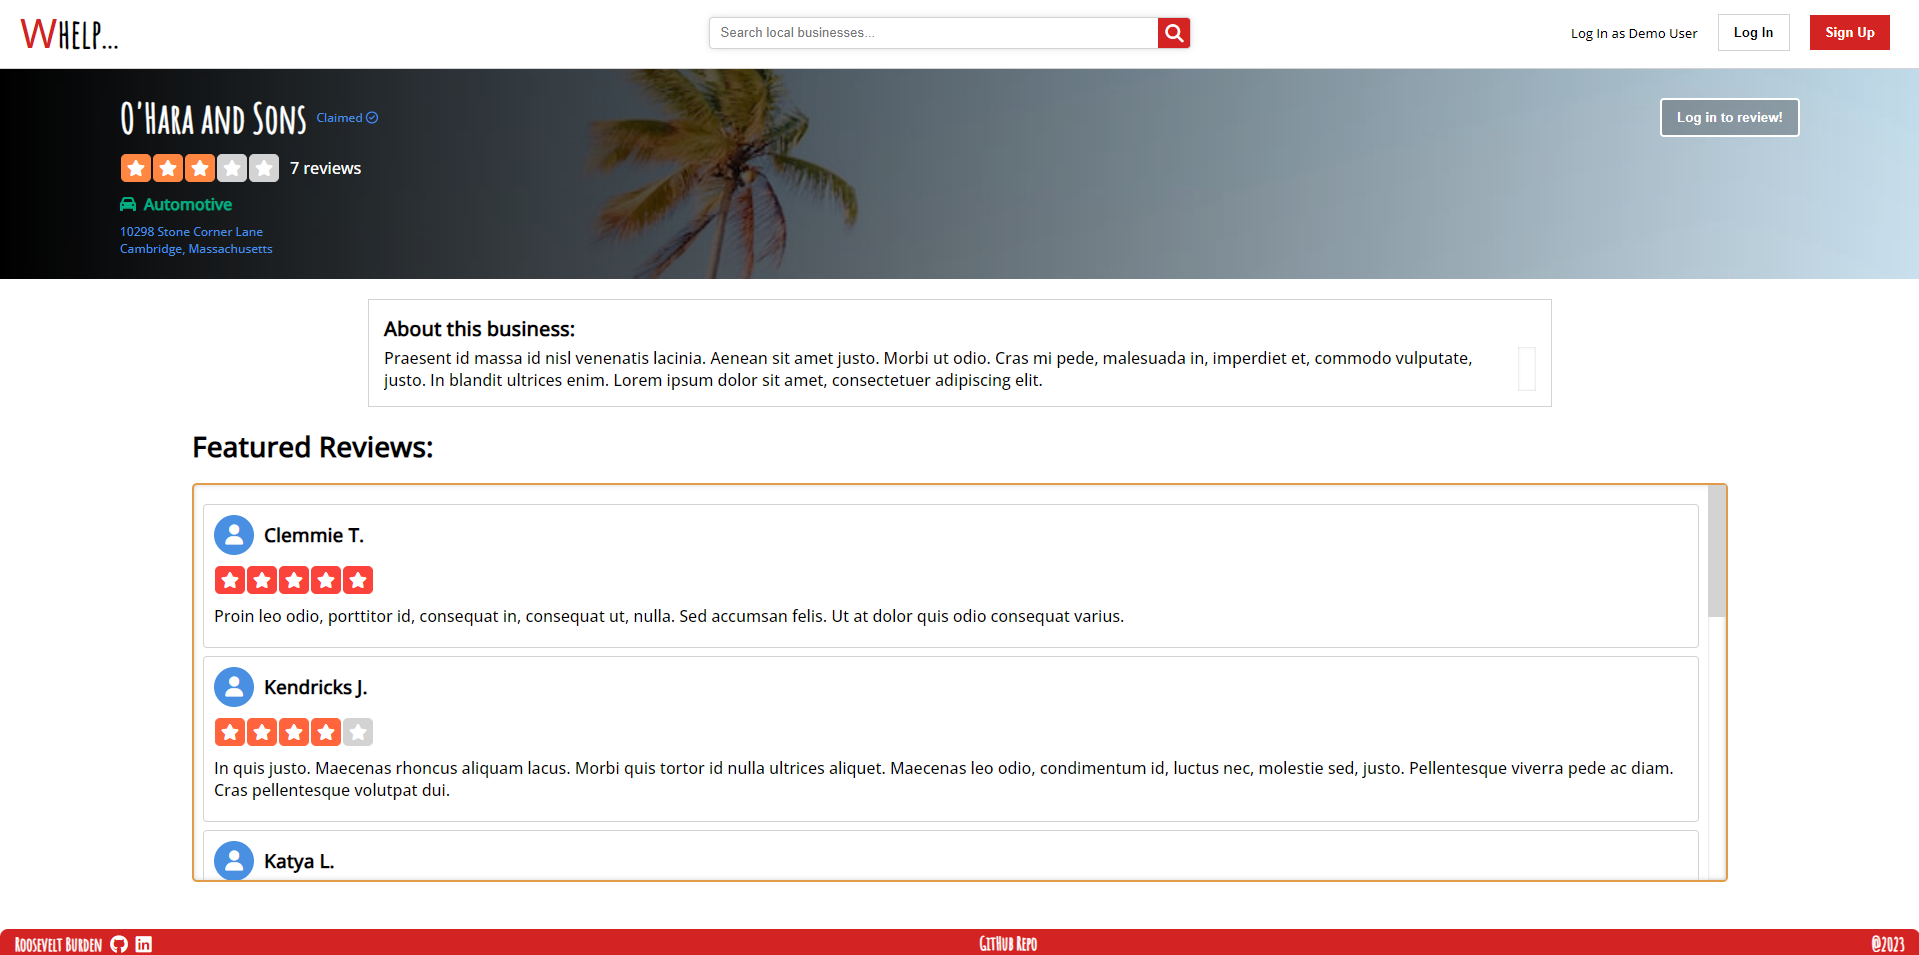 WHELP...
Search local businesses...
Log In as Demo User
Log In
Sign Up
O'Hara and Sons
Claimed
Log in to review!
7 reviews
Automotive
10298 Stone Corner Lane
Cambridge, Massachusetts
About this business:
Praesent id massa id nisl venenatis lacinia. Aenean sit amet justo. Morbi ut odio. Cras mi pede, malesuada in, imperdiet et, commodo vulputate,
justo. In blandit ultrices enim. Lorem ipsum dolor sit amet, consectetuer adipiscing elit.
Featured Reviews:
Clemmie T.
Proin leo odio, porttitor id, consequat in, consequat ut, nulla. Sed accumsan felis. Ut at dolor quis odio consequat varius.
Kendricks J.
In quis justo. Maecenas rhoncus aliquam lacus. Morbi quis tortor id nulla ultrices aliquet. Maecenas leo odio, condimentum id, luctus nec, molestie sed, justo. Pellentesque viverra pede ac diam.
Cras pellentesque volutpat dui.
Katya L.
Roosevelt Burden
GitHub Repo
@2023